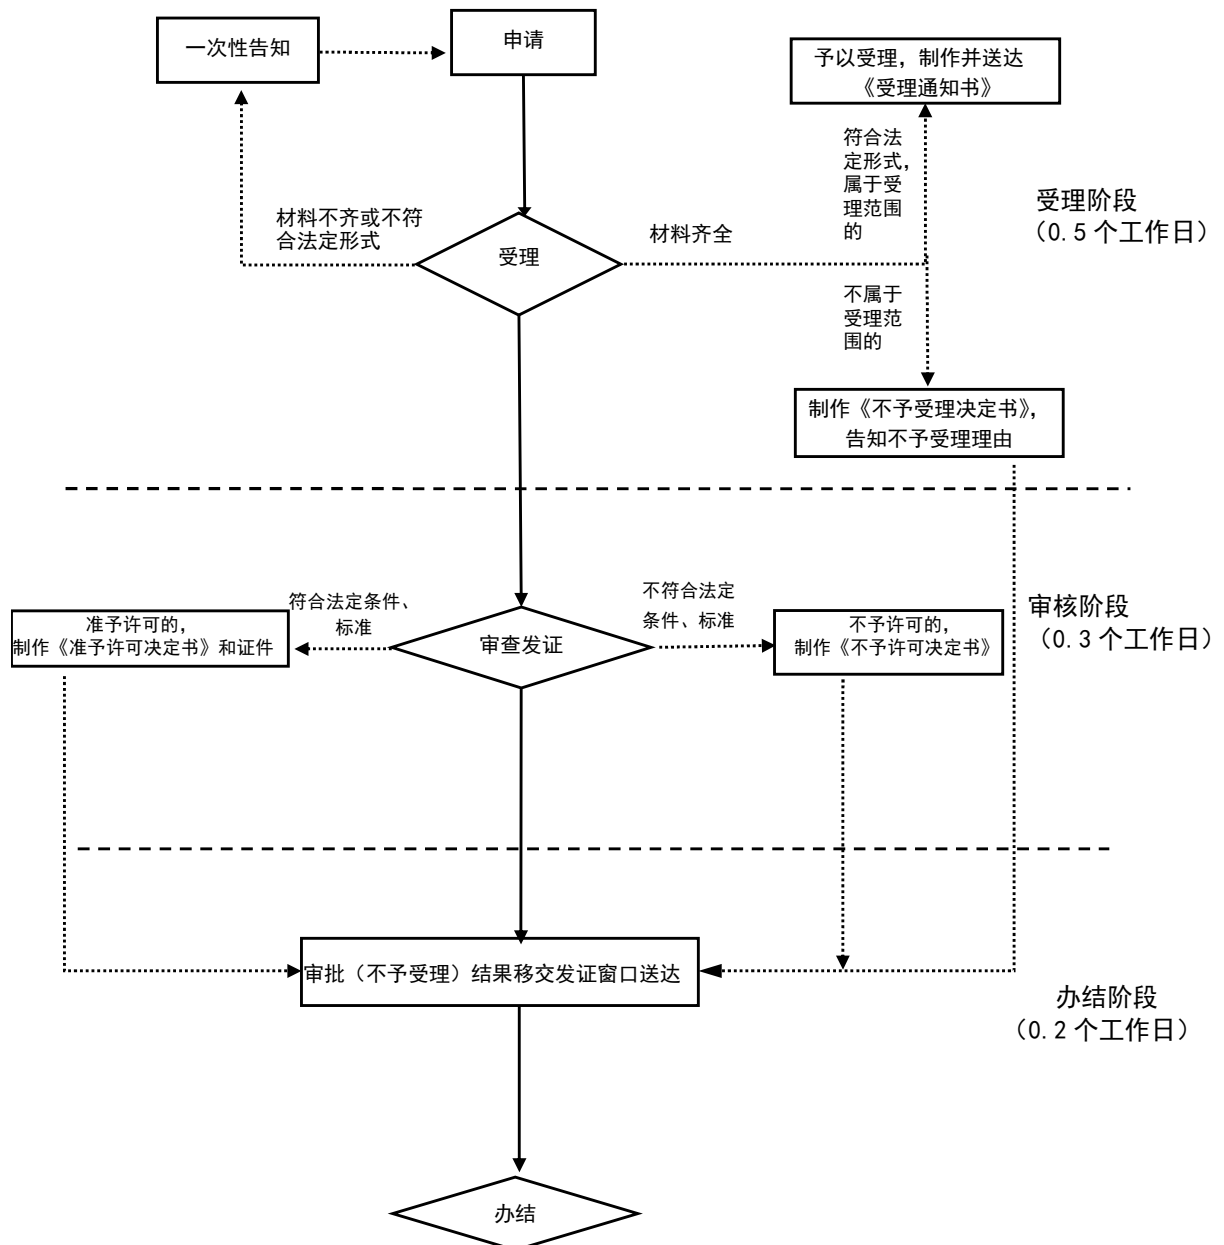 一次性告知
申请
予以受理，制作并送达
《受理通知书》
符合法
定形式，
属于受
理范围
的
受理阶段
（0.5个工作日）
材料不齐或不符
合法定形式
受理
材料齐全
不属于
受理范
围的
制作《不予受理决定书》，
告知不予受理理由
符合法定条件、
标准
不符合法定
条件、标准
准予许可的，
制作《准予许可决定书》和证件
审查发证
不予许可的，
制作《不予许可决定书》
审核阶段
（0.3个工作日）
审批（不予受理）结果移交发证窗口送达
办结阶段
（0.2个工作日）
办结